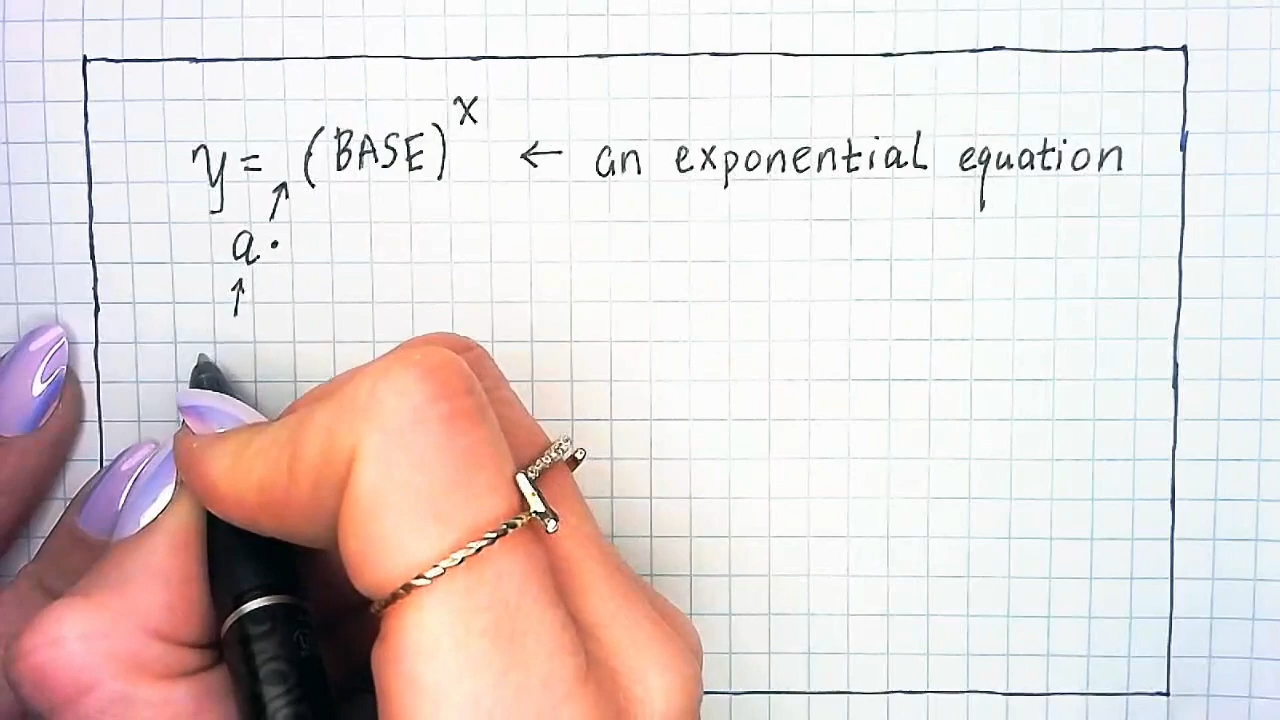 y = (BASE)^x ← an exponential equation
↗
a ·
↑